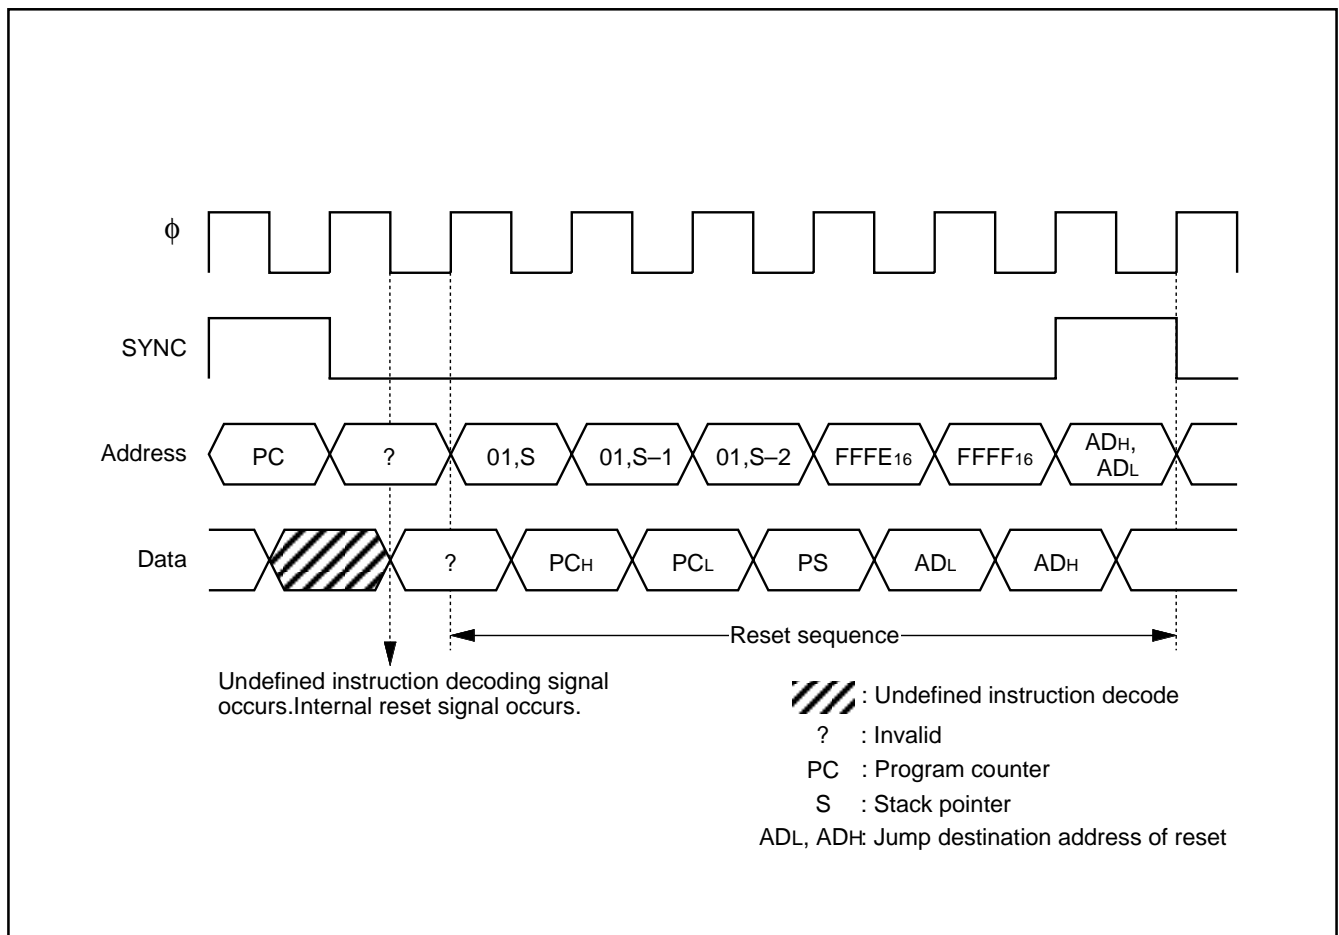 ϕ
SYNC
Address PC ? 01,S 01,S–1 01,S–2 FFFE16 FFFF16 ADH, ADL
Data ? PCH PCL PS ADL ADH
Reset sequence
Undefined instruction decoding signal
occurs.Internal reset signal occurs.
: Undefined instruction decode
? : Invalid
PC : Program counter
S : Stack pointer
ADL, ADH: Jump destination address of reset